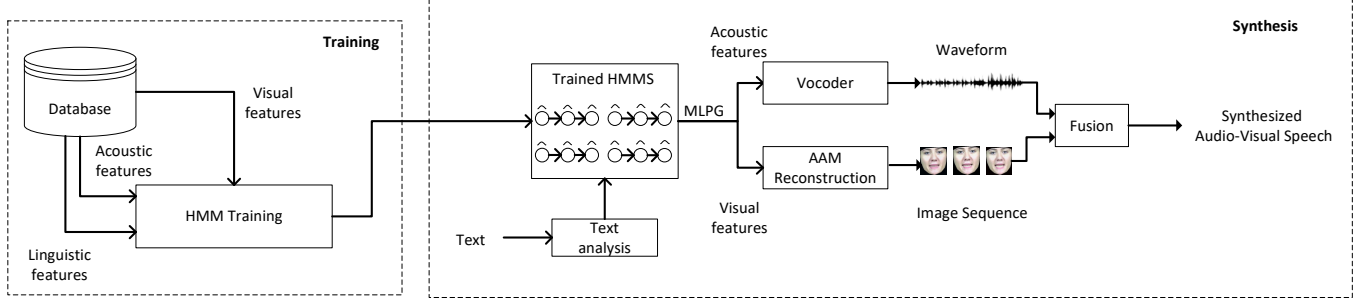 Training
Database
Visual
features
Acoustic
features
HMM Training
Linguistic
features
Synthesis
Trained HMMS
MLPG
Text
Text
analysis
Acoustic
features
Vocoder
Waveform
Visual
features
AAM
Reconstruction
Image Sequence
Fusion
Synthesized
Audio-Visual Speech